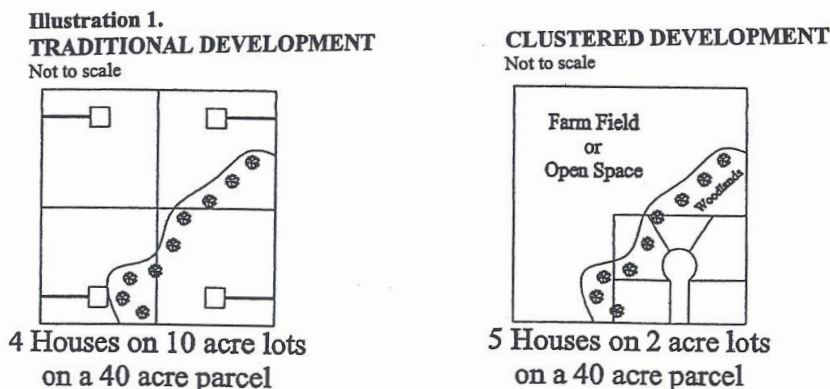 Illustration 1.
TRADITIONAL DEVELOPMENT
Not to scale
4 Houses on 10 acre lots
on a 40 acre parcel
CLUSTERED DEVELOPMENT
Not to scale
Farm Field
or
Open Space
Woodlands
5 Houses on 2 acre lots
on a 40 acre parcel